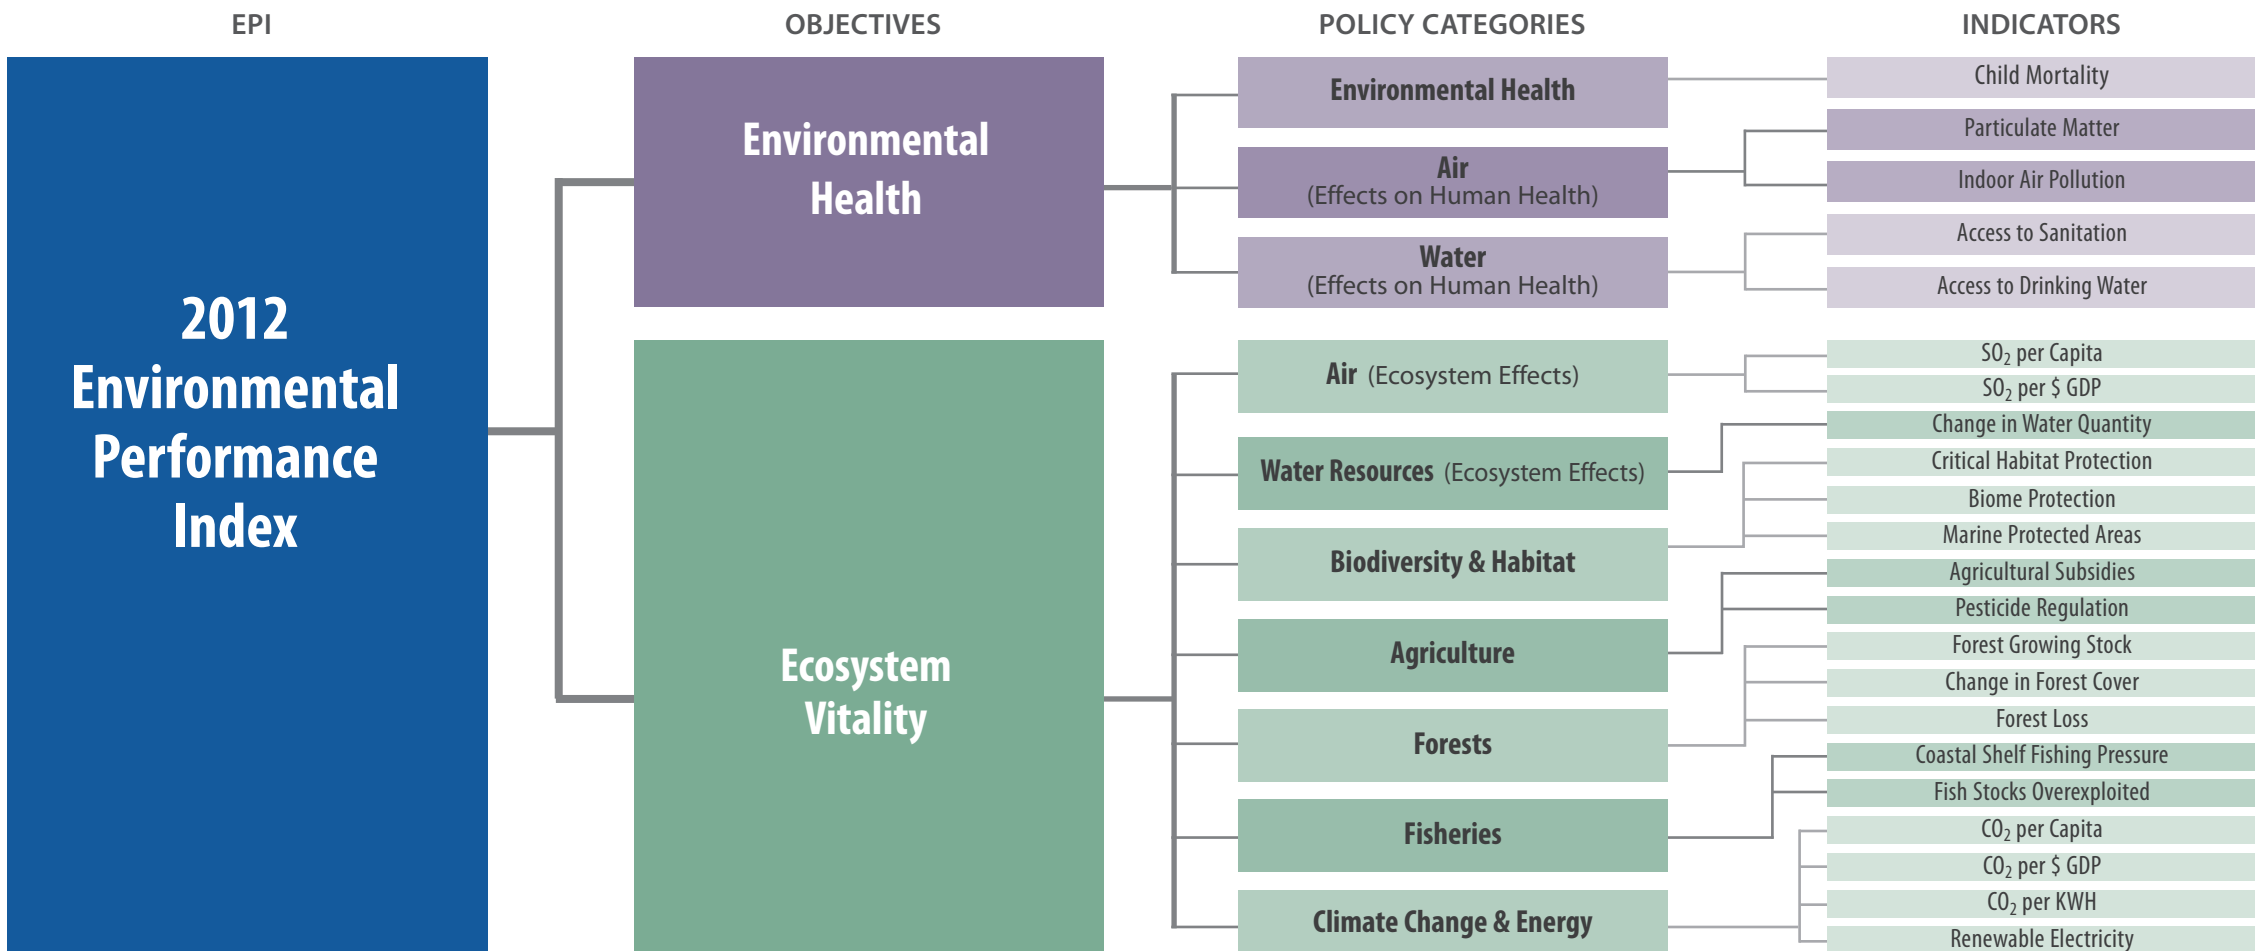 EPI
OBJECTIVES
POLICY CATEGORIES
INDICATORS
2012
Environmental
Performance
Index
Environmental
Health
Ecosystem
Vitality
Environmental Health
Air
(Effects on Human Health)
Water
(Effects on Human Health)
Air (Ecosystem Effects)
Water Resources (Ecosystem Effects)
Biodiversity & Habitat
Agriculture
Forests
Fisheries
Climate Change & Energy
Child Mortality
Particulate Matter
Indoor Air Pollution
Access to Sanitation
Access to Drinking Water
SO₂ per Capita
SO₂ per $ GDP
Change in Water Quantity
Critical Habitat Protection
Biome Protection
Marine Protected Areas
Agricultural Subsidies
Pesticide Regulation
Forest Growing Stock
Change in Forest Cover
Forest Loss
Coastal Shelf Fishing Pressure
Fish Stocks Overexploited
CO₂ per Capita
CO₂ per $ GDP
CO₂ per KWH
Renewable Electricity